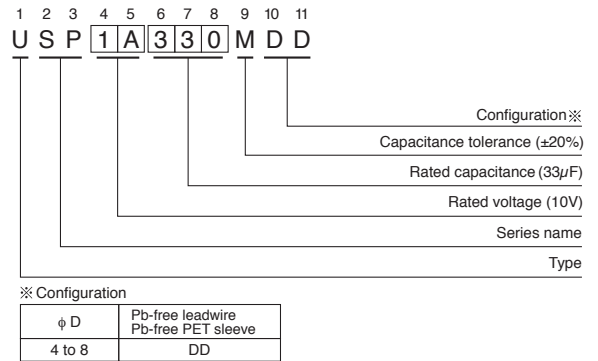 1 2 3 4 5 6 7 8 9 10 11
U S P 1 A 3 3 0 M D D
Configuration※
Capacitance tolerance (±20%)
Rated capacitance (33µF)
Rated voltage (10V)
Series name
Type
※ Configuration
ϕ D
Pb-free leadwire
Pb-free PET sleeve
4 to 8
DD